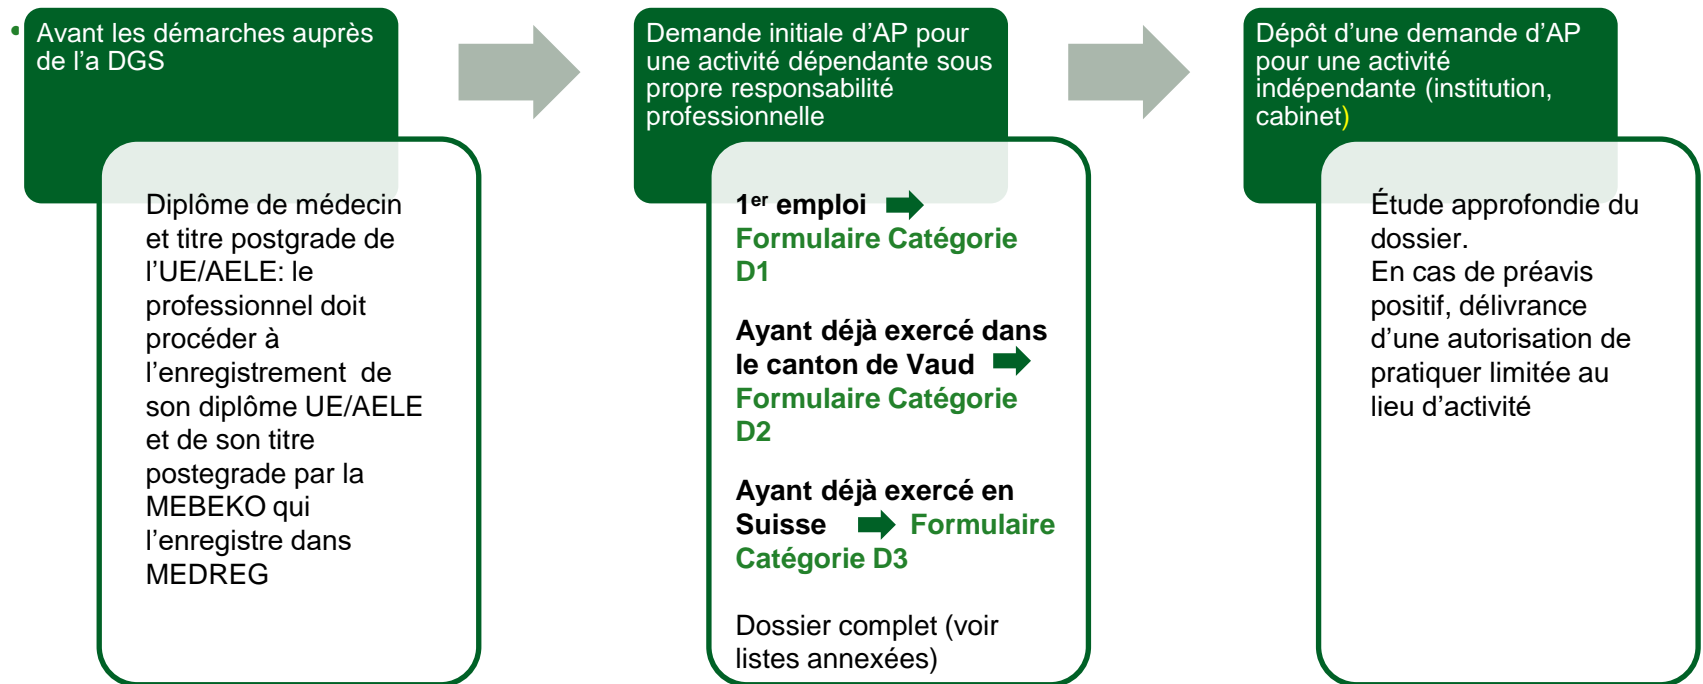 Avant les démarches auprès
de l’a DGS
Diplôme de médecin
et titre postgrade de
l’UE/AELE: le
professionnel doit
procéder à
l’enregistrement de
son diplôme UE/AELE
et de son titre
postegrade par la
MEBEKO qui
l’enregistre dans
MEDREG
Demande initiale d’AP pour
une activité dépendante sous
propre responsabilité
professionnelle
1er emploi
Formulaire Catégorie
D1
Ayant déjà exercé dans
le canton de Vaud
Formulaire Catégorie
D2
Ayant déjà exercé en
Suisse Formulaire
Catégorie D3
Dossier complet (voir
listes annexées)
Dépôt d’une demande d’AP
pour une activité
indépendante (institution,
cabinet)
Étude approfondie du
dossier.
En cas de préavis
positif, délivrance
d’une autorisation de
pratiquer limitée au
lieu d’activité